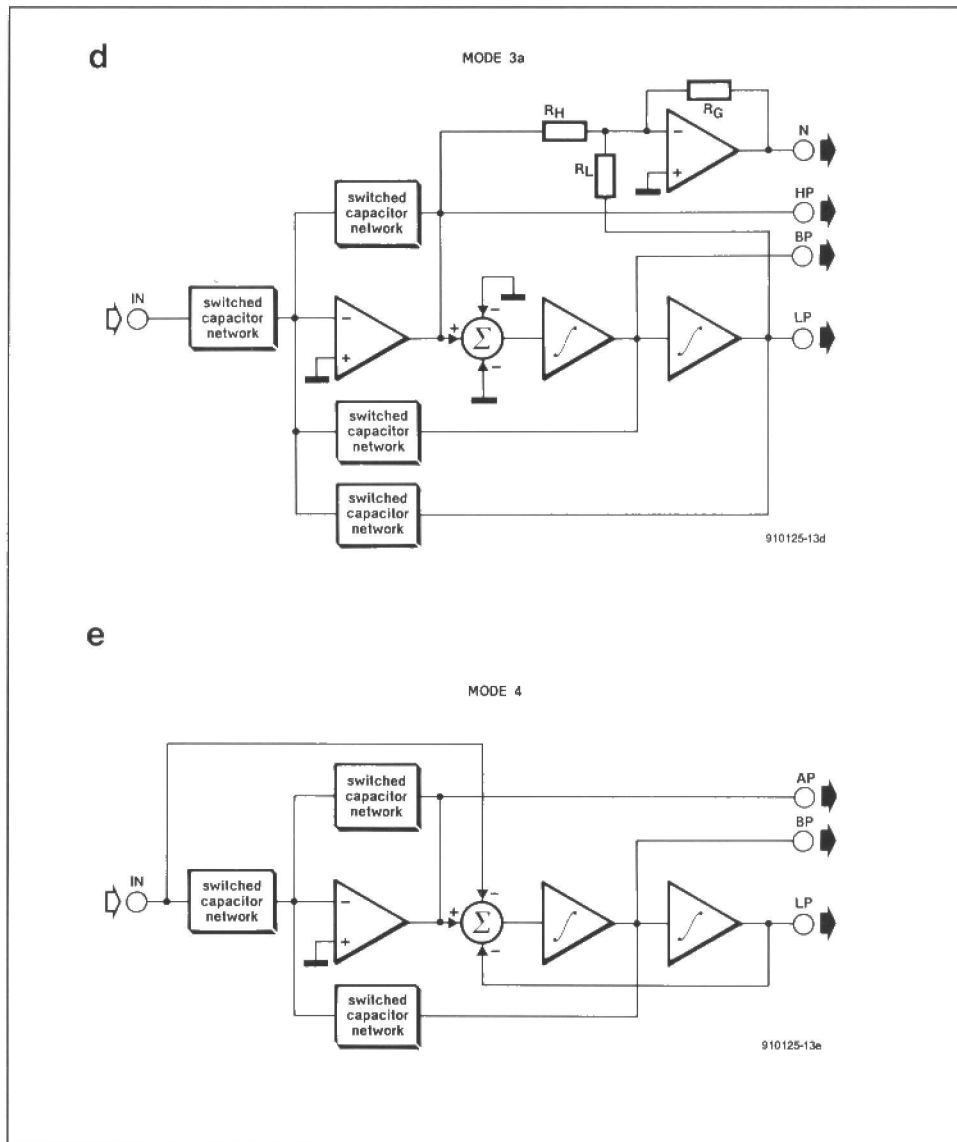 d
MODE 3a
RH
RG
N
RL
−
+
HP
switched
capacitor
network
BP
IN
switched
capacitor
network
−
+
+
−
Σ
−
∫
∫
LP
switched
capacitor
network
switched
capacitor
network
910125-13d
e
MODE 4
switched
capacitor
network
AP
BP
IN
switched
capacitor
network
−
+
+
−
Σ
−
∫
∫
LP
switched
capacitor
network
910125-13e